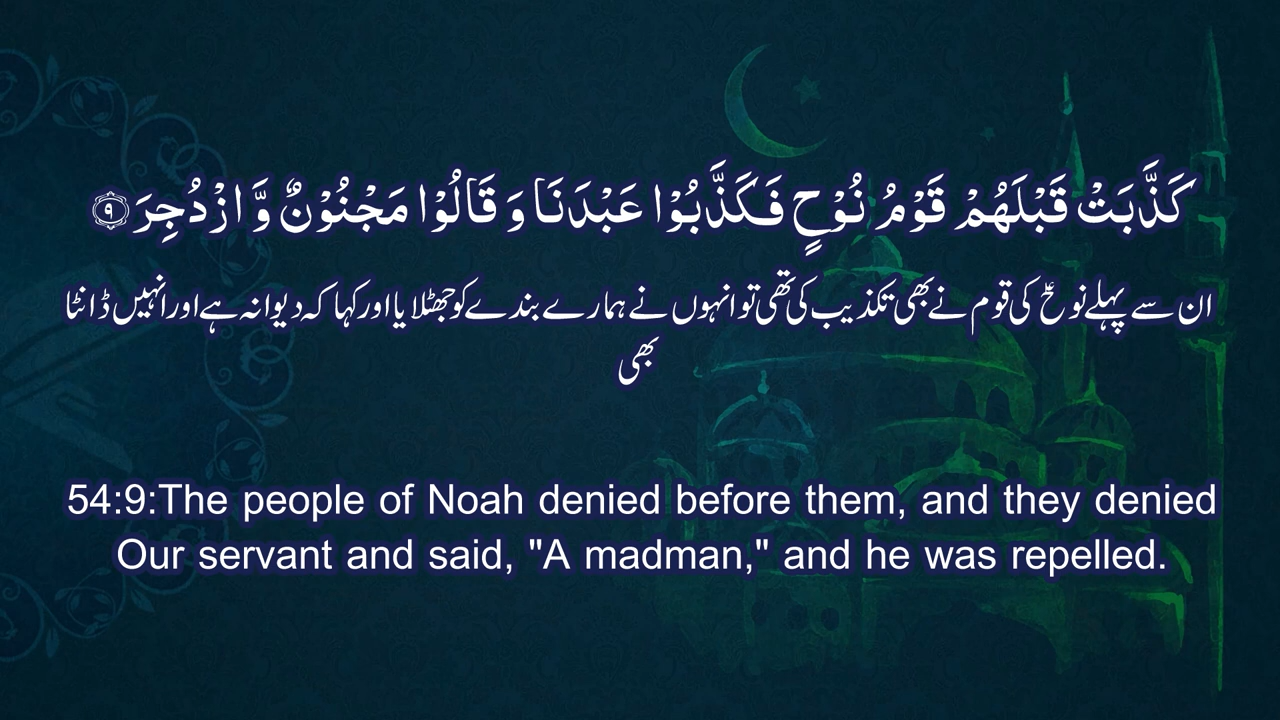 كَذَّبَتْ قَبْلَهُمْ قَوْمُ نُوْحٍ فَكَذَّبُوْا عَبْدَنَا وَ قَالُوْا مَجْنُوْنٌ وَّ ازْدُجِرَ ﴿۹﴾
ان سے پہلے نوحؑ کی قوم نے بھی تکذیب کی تھی تو انہوں نے ہمارے بندے کو جھٹلایا اور کہا کہ دیوانہ ہے اور انہیں ڈانٹا
بھی
54:9:The people of Noah denied before them, and they denied
Our servant and said, "A madman," and he was repelled.